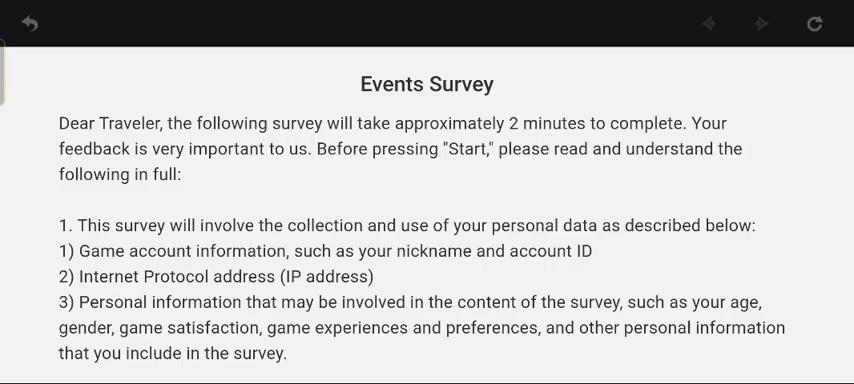 Events Survey
Dear Traveler, the following survey will take approximately 2 minutes to complete. Your
feedback is very important to us. Before pressing "Start," please read and understand the
following in full:
1. This survey will involve the collection and use of your personal data as described below:
1) Game account information, such as your nickname and account ID
2) Internet Protocol address (IP address)
3) Personal information that may be involved in the content of the survey, such as your age,
gender, game satisfaction, game experiences and preferences, and other personal information
that you include in the survey.